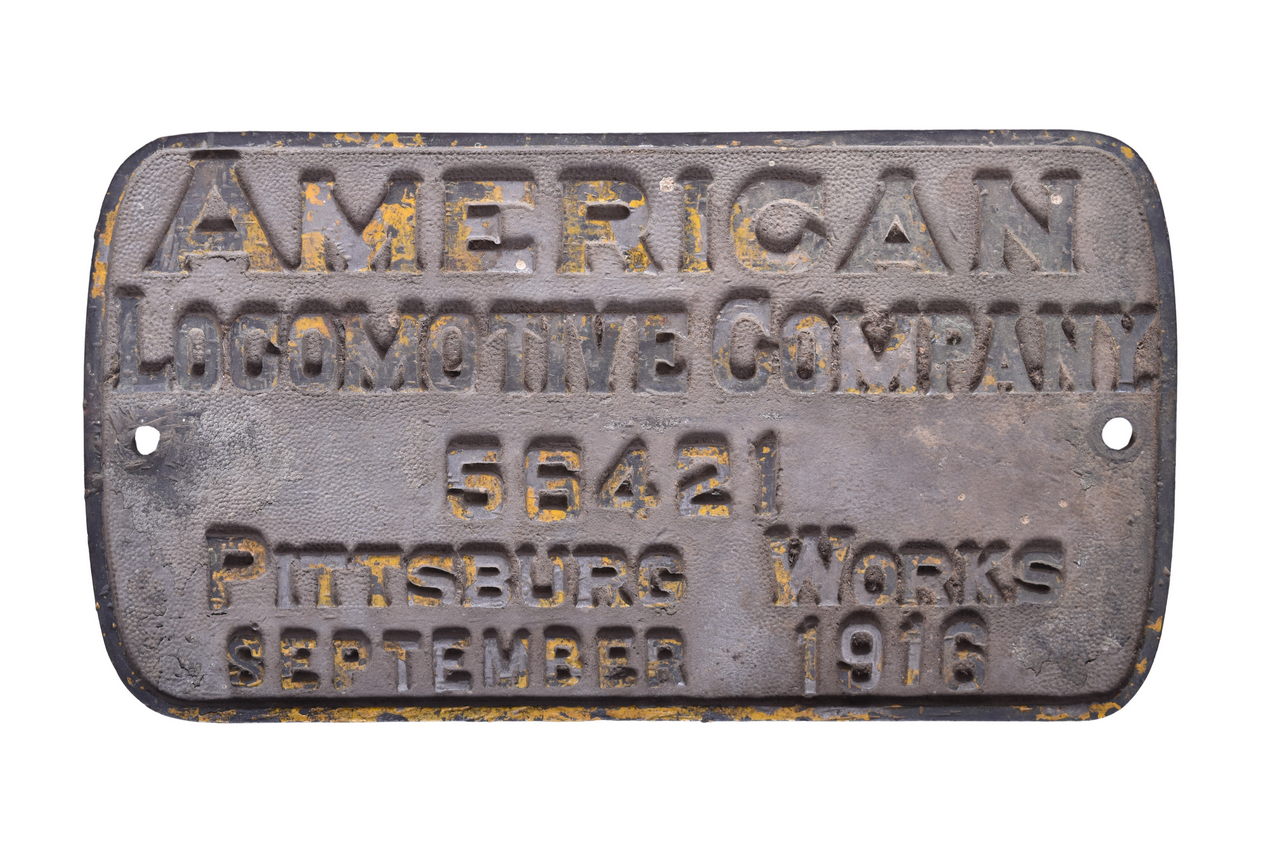 AMERICAN
LOCOMOTIVE COMPANY
56421
PITTSBURG WORKS
SEPTEMBER 1916